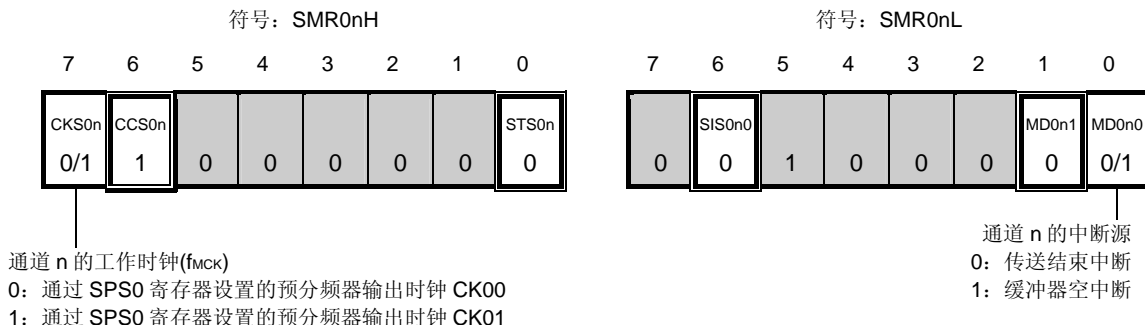 符号：SMR0nH
7 6 5 4 3 2 1 0
CKS0n CCS0n STS0n
0/1 1 0 0 0 0 0 0
通道 n 的工作时钟(fMCK)
0：通过 SPS0 寄存器设置的预分频器输出时钟 CK00
1：通过 SPS0 寄存器设置的预分频器输出时钟 CK01
符号：SMR0nL
7 6 5 4 3 2 1 0
SIS0n0 MD0n1 MD0n0
0 0 1 0 0 0 0 0/1
通道 n 的中断源
0：传送结束中断
1：缓冲器空中断